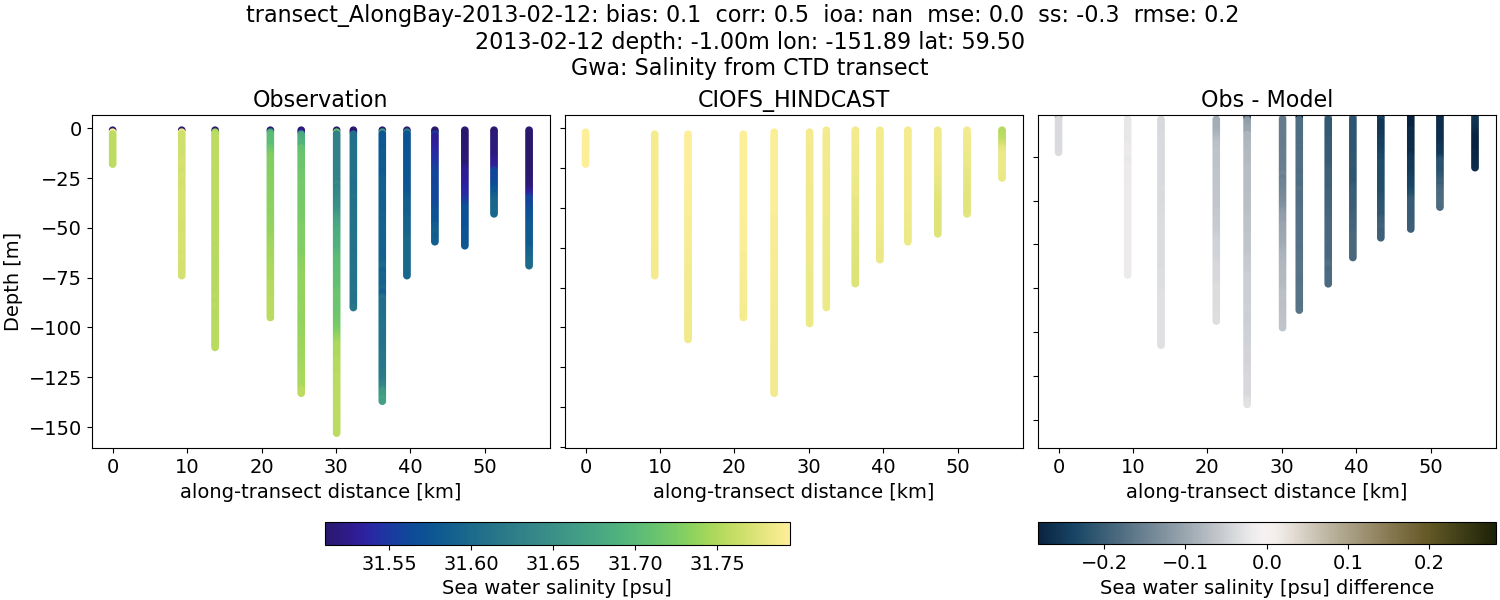 transect_AlongBay-2013-02-12: bias: 0.1  corr: 0.5  ioa: nan  mse: 0.0  ss: -0.3  rmse: 0.2
2013-02-12 depth: -1.00m lon: -151.89 lat: 59.50
Gwa: Salinity from CTD transect
Observation
CIOFS_HINDCAST
Obs - Model
Depth [m]
0
−25
−50
−75
−100
−125
−150
0 10 20 30 40 50
0 10 20 30 40 50
0 10 20 30 40 50
along-transect distance [km]
along-transect distance [km]
along-transect distance [km]
31.55 31.60 31.65 31.70 31.75
Sea water salinity [psu]
−0.2 −0.1 0.0 0.1 0.2
Sea water salinity [psu] difference